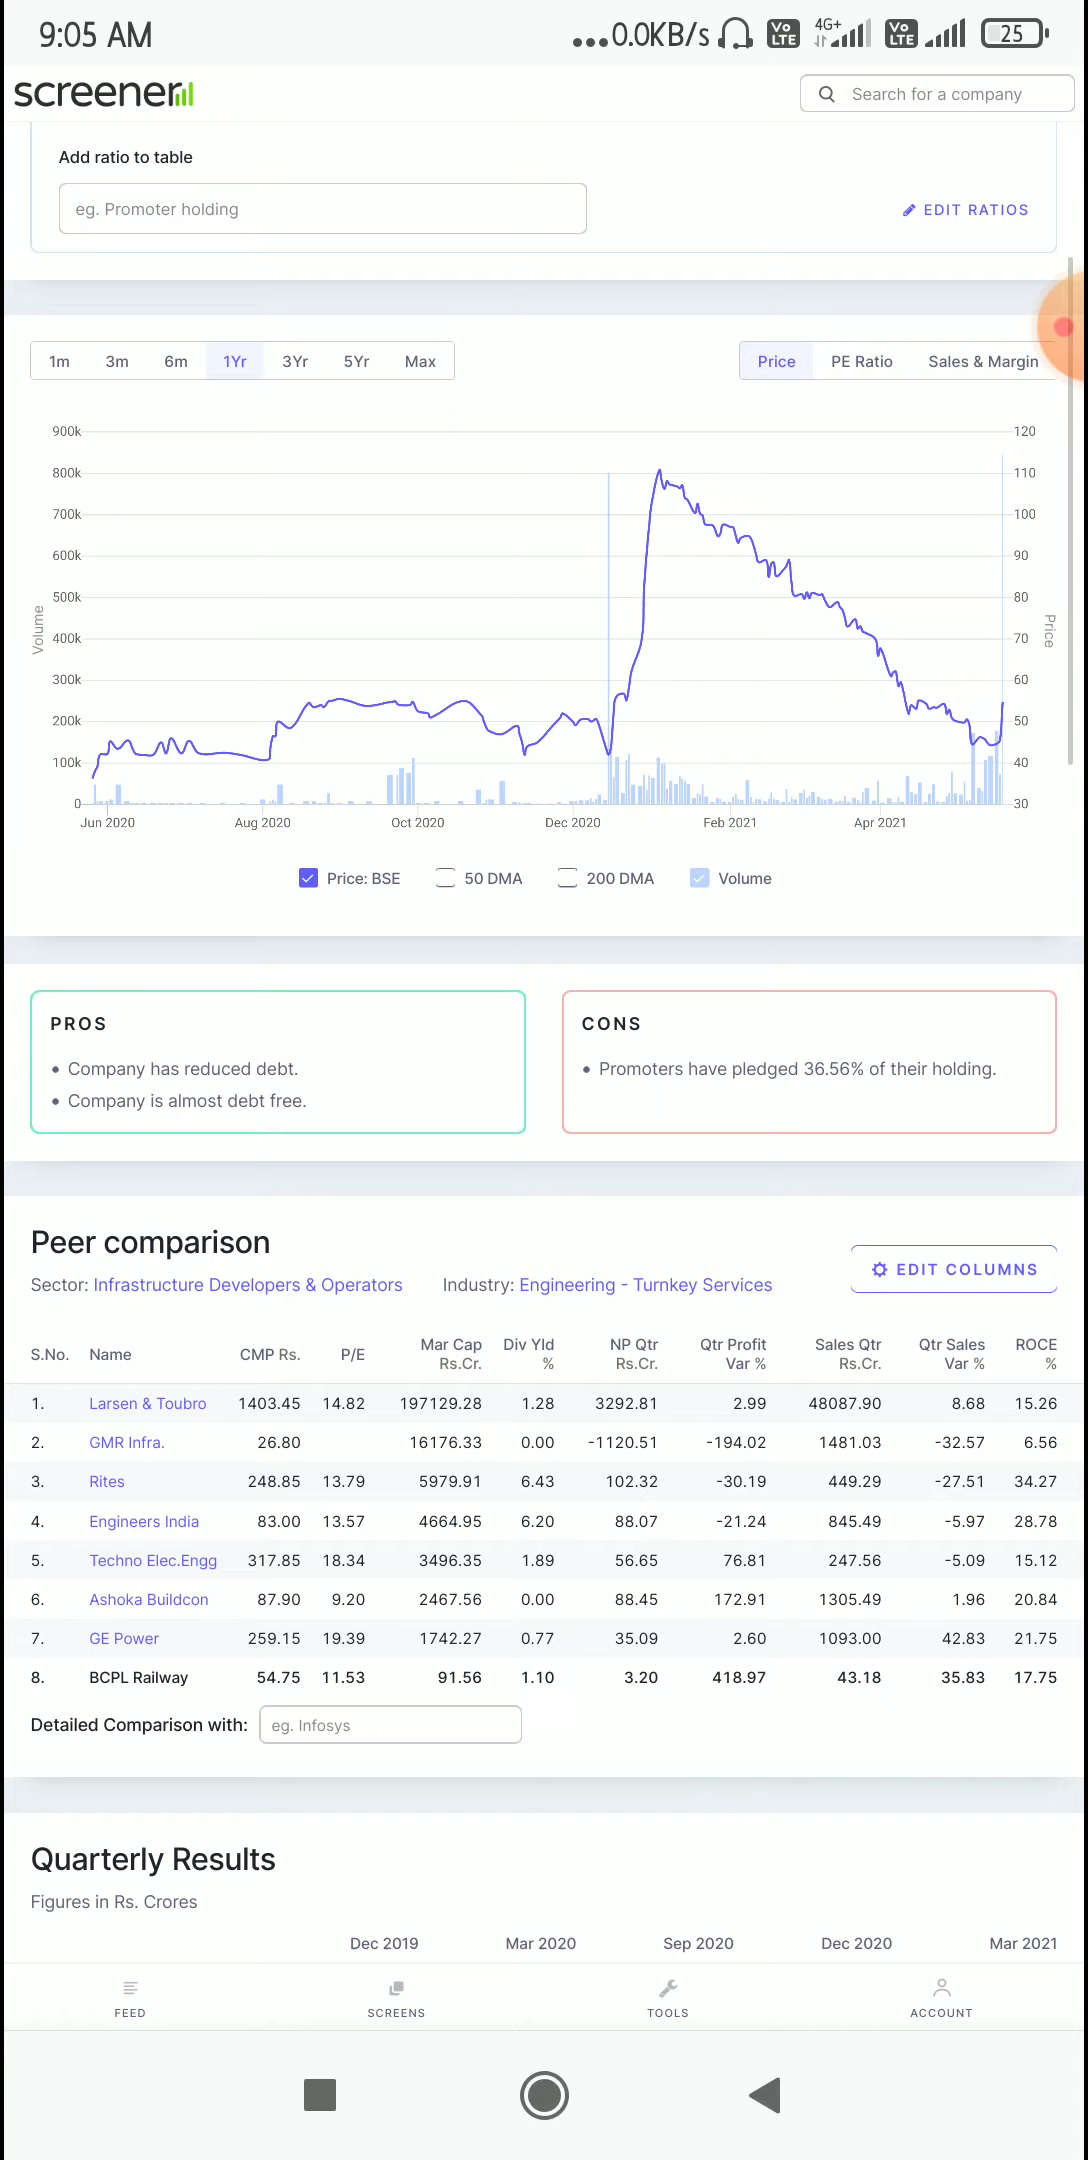 9:05 AM ...0.0KB/s Vo LTE 4G+ Vo LTE 25
screener
Search for a company
Add ratio to table
eg. Promoter holding
EDIT RATIOS
1m 3m 6m 1Yr 3Yr 5Yr Max Price PE Ratio Sales & Margin
900k 120
800k 110
700k 100
600k 90
500k 80
400k 70
300k 60
200k 50
100k 40
0 30
Volume
Price
Jun 2020 Aug 2020 Oct 2020 Dec 2020 Feb 2021 Apr 2021
Price: BSE 50 DMA 200 DMA Volume
PROS
• Company has reduced debt.
• Company is almost debt free.
CONS
• Promoters have pledged 36.56% of their holding.
Peer comparison
Sector: Infrastructure Developers & Operators Industry: Engineering - Turnkey Services
EDIT COLUMNS
S.No. Name CMP Rs. P/E Mar Cap Rs.Cr. Div Yld % NP Qtr Rs.Cr. Qtr Profit Var % Sales Qtr Rs.Cr. Qtr Sales Var % ROCE %
1. Larsen & Toubro 1403.45 14.82 197129.28 1.28 3292.81 2.99 48087.90 8.68 15.26
2. GMR Infra. 26.80 16176.33 0.00 -1120.51 -194.02 1481.03 -32.57 6.56
3. Rites 248.85 13.79 5979.91 6.43 102.32 -30.19 449.29 -27.51 34.27
4. Engineers India 83.00 13.57 4664.95 6.20 88.07 -21.24 845.49 -5.97 28.78
5. Techno Elec.Engg 317.85 18.34 3496.35 1.89 56.65 76.81 247.56 -5.09 15.12
6. Ashoka Buildcon 87.90 9.20 2467.56 0.00 88.45 172.91 1305.49 1.96 20.84
7. GE Power 259.15 19.39 1742.27 0.77 35.09 2.60 1093.00 42.83 21.75
8. BCPL Railway 54.75 11.53 91.56 1.10 3.20 418.97 43.18 35.83 17.75
Detailed Comparison with: eg. Infosys
Quarterly Results
Figures in Rs. Crores
Dec 2019 Mar 2020 Sep 2020 Dec 2020 Mar 2021
FEED SCREENS TOOLS ACCOUNT